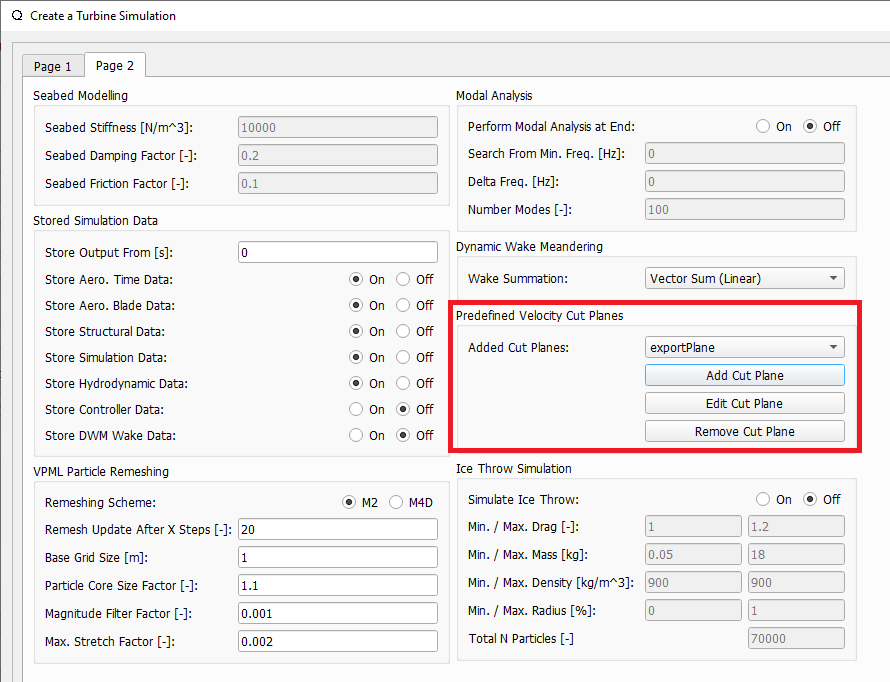 Create a Turbine Simulation
Page 1 Page 2
Seabed Modelling
Seabed Stiffness [N/m^3]: 10000
Seabed Damping Factor [-]: 0.2
Seabed Friction Factor [-]: 0.1
Stored Simulation Data
Store Output From [s]: 0
Store Aero. Time Data: On Off
Store Aero. Blade Data: On Off
Store Structural Data: On Off
Store Simulation Data: On Off
Store Hydrodynamic Data: On Off
Store Controller Data: On Off
Store DWM Wake Data: On Off
VPML Particle Remeshing
Remeshing Scheme: M2 M4D
Remesh Update After X Steps [-]: 20
Base Grid Size [m]: 1
Particle Core Size Factor [-]: 1.1
Magnitude Filter Factor [-]: 0.001
Max. Stretch Factor [-]: 0.002
Modal Analysis
Perform Modal Analysis at End: On Off
Search From Min. Freq. [Hz]: 0
Delta Freq. [Hz]: 0
Number Modes [-]: 100
Dynamic Wake Meandering
Wake Summation: Vector Sum (Linear)
Predefined Velocity Cut Planes
Added Cut Planes: exportPlane
Add Cut Plane
Edit Cut Plane
Remove Cut Plane
Ice Throw Simulation
Simulate Ice Throw: On Off
Min. / Max. Drag [-]: 1 1.2
Min. / Max. Mass [kg]: 0.05 18
Min. / Max. Density [kg/m^3]: 900 900
Min. / Max. Radius [%]: 0 1
Total N Particles [-] 70000